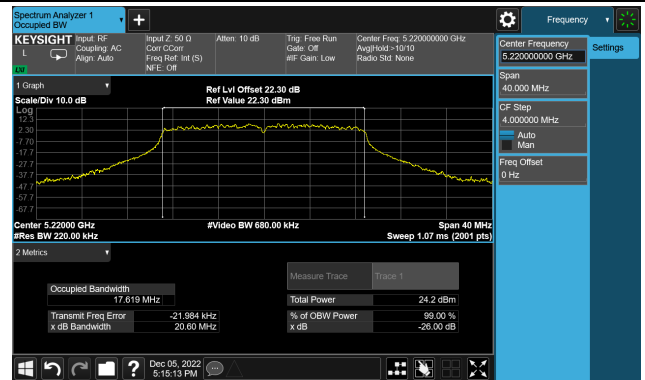 Spectrum Analyzer 1
Occupied BW
Frequency
KEYSIGHT
L
LXI
Input: RF
Coupling: AC
Align: Auto
Input Z: 50 Ω
Corr CCorr
Freq Ref: Int (S)
NFE: Off
Atten: 10 dB
Trig: Free Run
Gate: Off
#IF Gain: Low
Center Freq: 5.220000000 GHz
Avg|Hold:>10/10
Radio Std: None
Center Frequency
5.220000000 GHz
Settings
Span
40.000 MHz
CF Step
4.000000 MHz
Auto
Man
Freq Offset
0 Hz
1 Graph
Scale/Div 10.0 dB
Ref Lvl Offset 22.30 dB
Ref Value 22.30 dBm
Log
12.3
2.30
-7.70
-17.7
-27.7
-37.7
-47.7
-57.7
-67.7
Center 5.22000 GHz
#Video BW 680.00 kHz
Span 40 MHz
#Res BW 220.00 kHz
Sweep 1.07 ms (2001 pts)
2 Metrics
Measure Trace
Trace 1
Occupied Bandwidth
17.619 MHz
Total Power
24.2 dBm
Transmit Freq Error
-21.984 kHz
% of OBW Power
99.00 %
x dB Bandwidth
20.60 MHz
x dB
-26.00 dB
?
Dec 05, 2022
5:15:13 PM